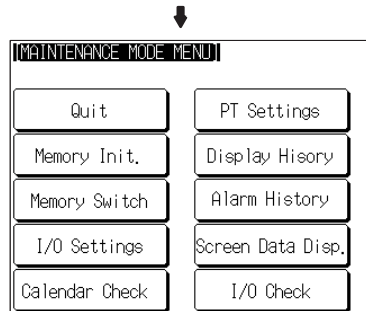 [MAINTENANCE MODE MENU]
Quit
PT Settings
Memory Init.
Display Hisory
Memory Switch
Alarm History
I/O Settings
Screen Data Disp.
Calendar Check
I/O Check